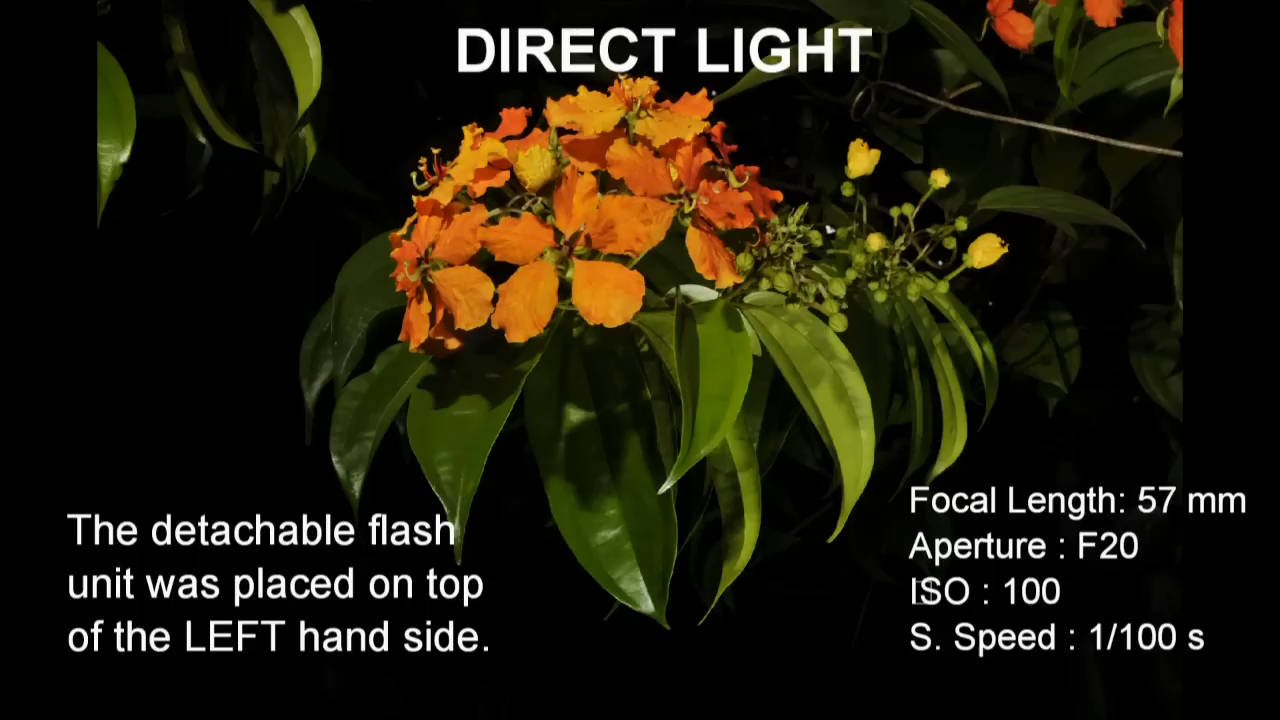 DIRECT LIGHT
The detachable flash
unit was placed on top
of the LEFT hand side.
Focal Length: 57 mm
Aperture : F20
ISO : 100
S. Speed : 1/100 s